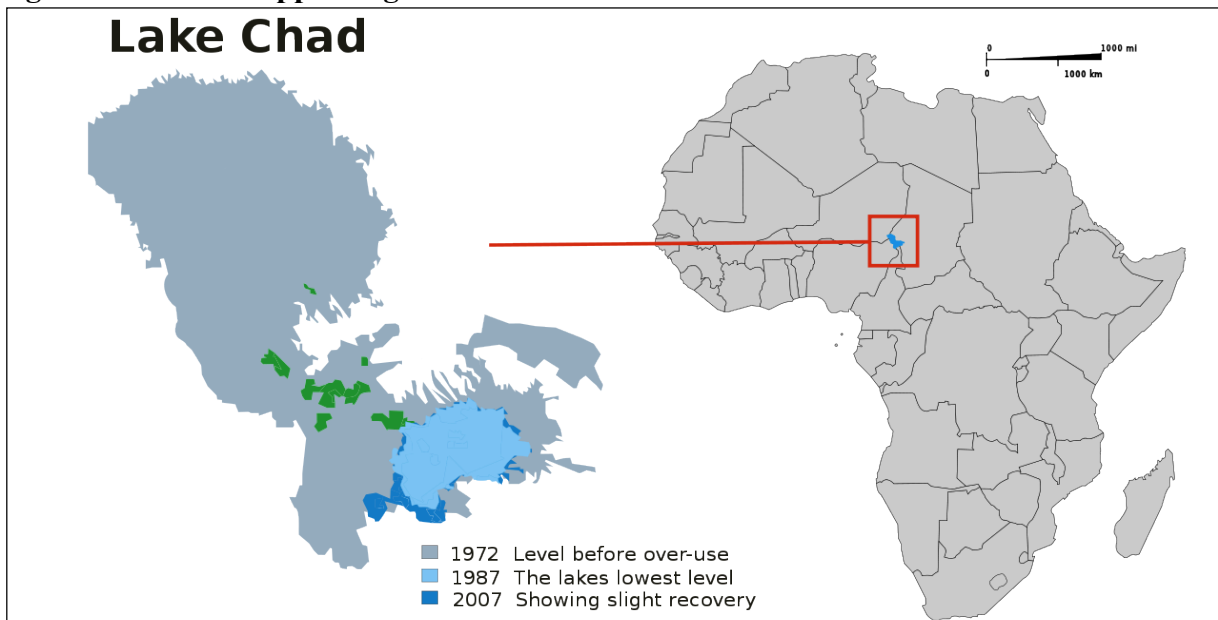 Lake Chad
0 1000 mi
0 1000 km
1972 Level before over-use
1987 The lakes lowest level
2007 Showing slight recovery